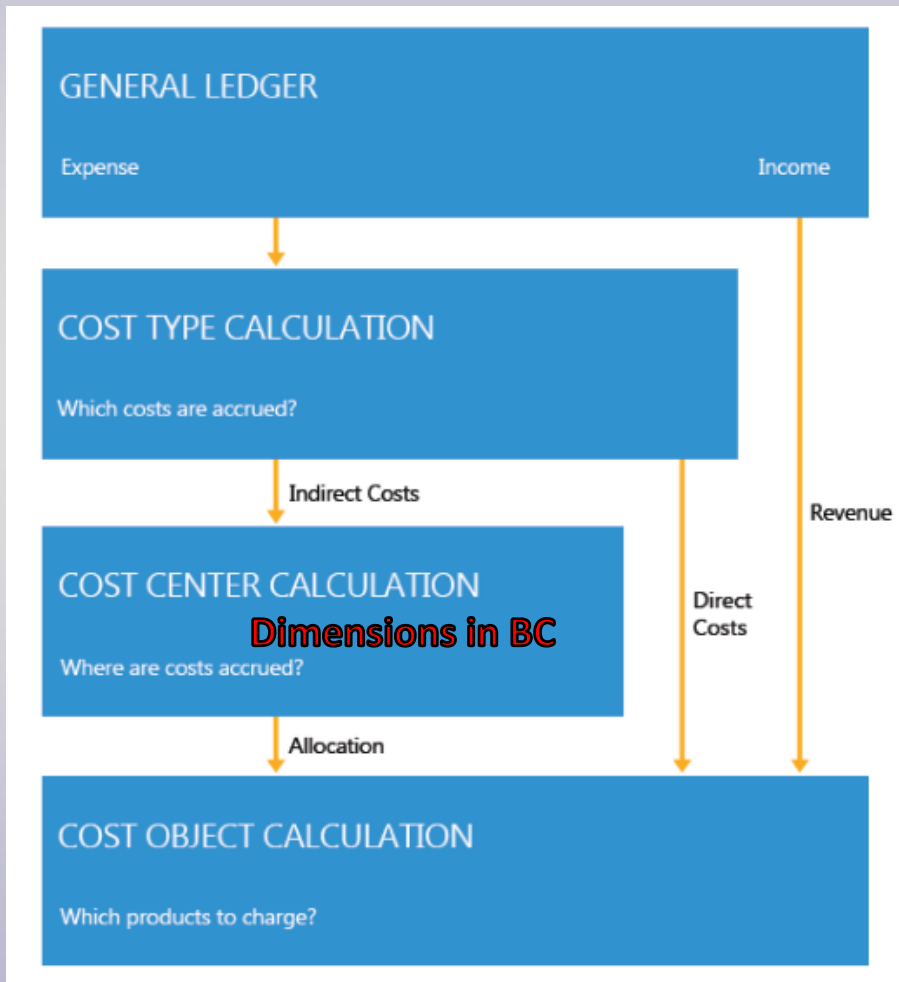 GENERAL LEDGER
Expense
Income
COST TYPE CALCULATION
Which costs are accrued?
Indirect Costs
Revenue
COST CENTER CALCULATION
Dimensions in BC
Direct
Costs
Where are costs accrued?
Allocation
COST OBJECT CALCULATION
Which products to charge?